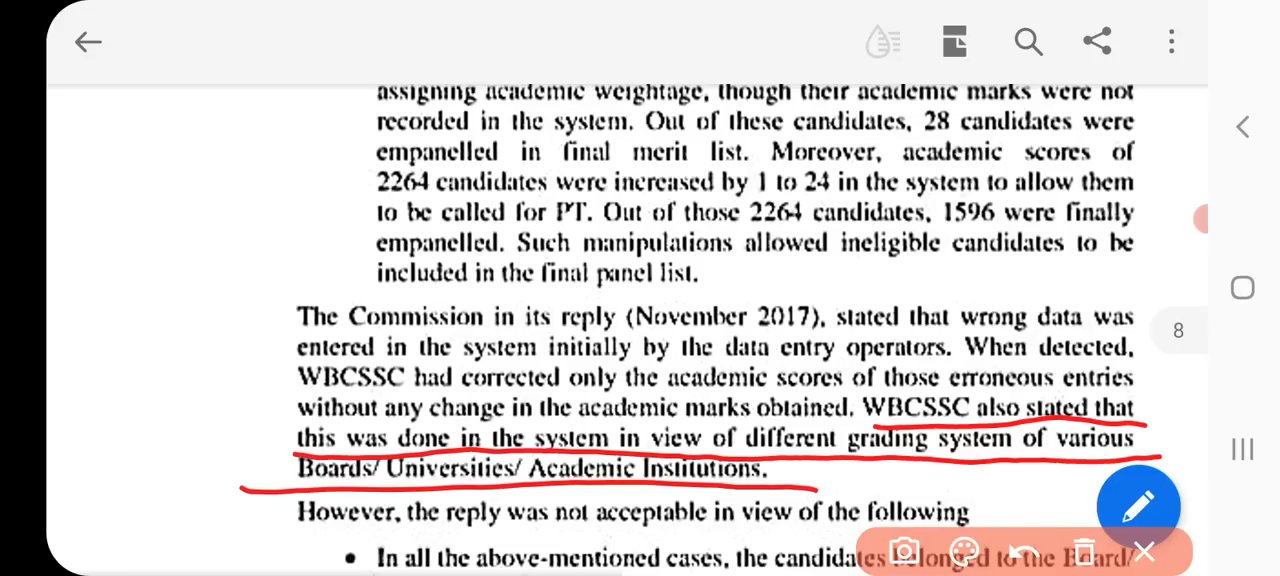 assigning academic weightage, though their academic marks were not
recorded in the system. Out of these candidates, 28 candidates were
empanelled in final merit list. Moreover, academic scores of
2264 candidates were increased by 1 to 24 in the system to allow them
to be called for PT. Out of those 2264 candidates, 1596 were finally
empanelled. Such manipulations allowed ineligible candidates to be
included in the final panel list.
The Commission in its reply (November 2017), stated that wrong data was
entered in the system initially by the data entry operators. When detected,
WBCSSC had corrected only the academic scores of those erroneous entries
without any change in the academic marks obtained. WBCSSC also stated that
this was done in the system in view of different grading system of various
Boards/ Universities/ Academic Institutions.
However, the reply was not acceptable in view of the following
• In all the above-mentioned cases, the candidates belonged to the Board/
8